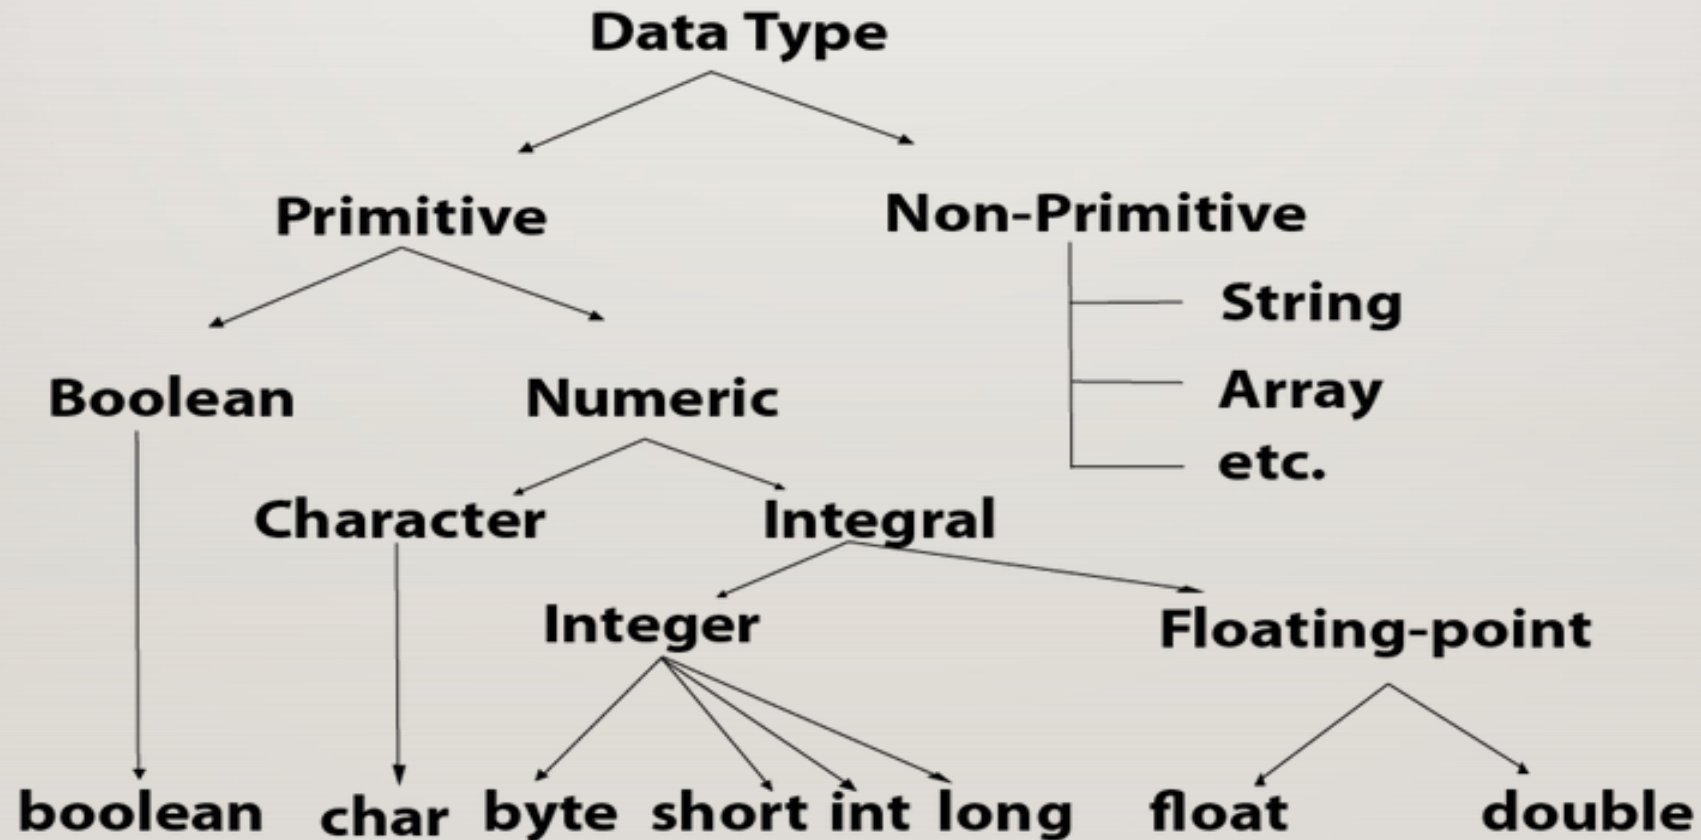 Data Type
Primitive
Non-Primitive
String
Array
etc.
Boolean
Numeric
Character
Integral
Integer
Floating-point
boolean
char
byte
short
int
long
float
double